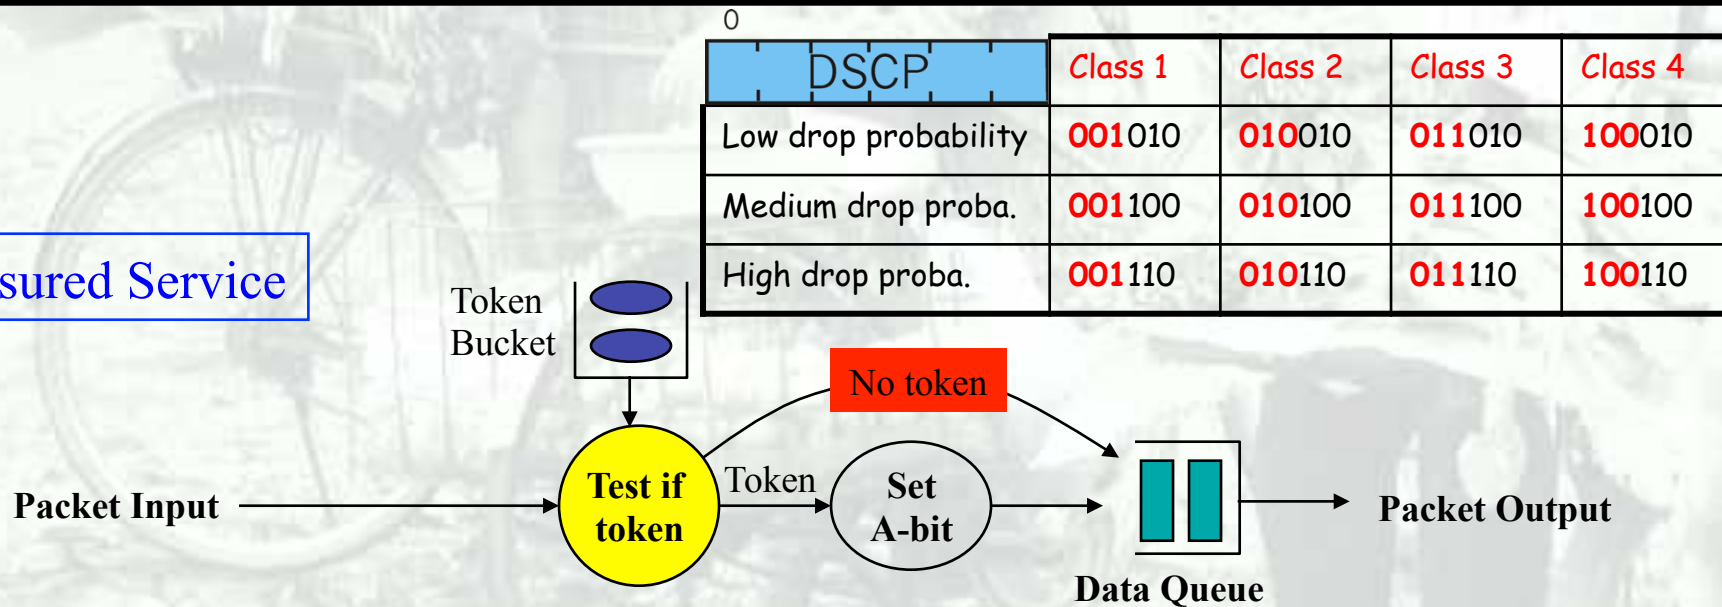 0
DSCP Class 1 Class 2 Class 3 Class 4
Low drop probability 001010 010010 011010 100010
Medium drop proba. 001100 010100 011100 100100
High drop proba. 001110 010110 011110 100110
sured Service
Token
Bucket
No token
Packet Input
Test if
token
Token
Set
A-bit
Packet Output
Data Queue